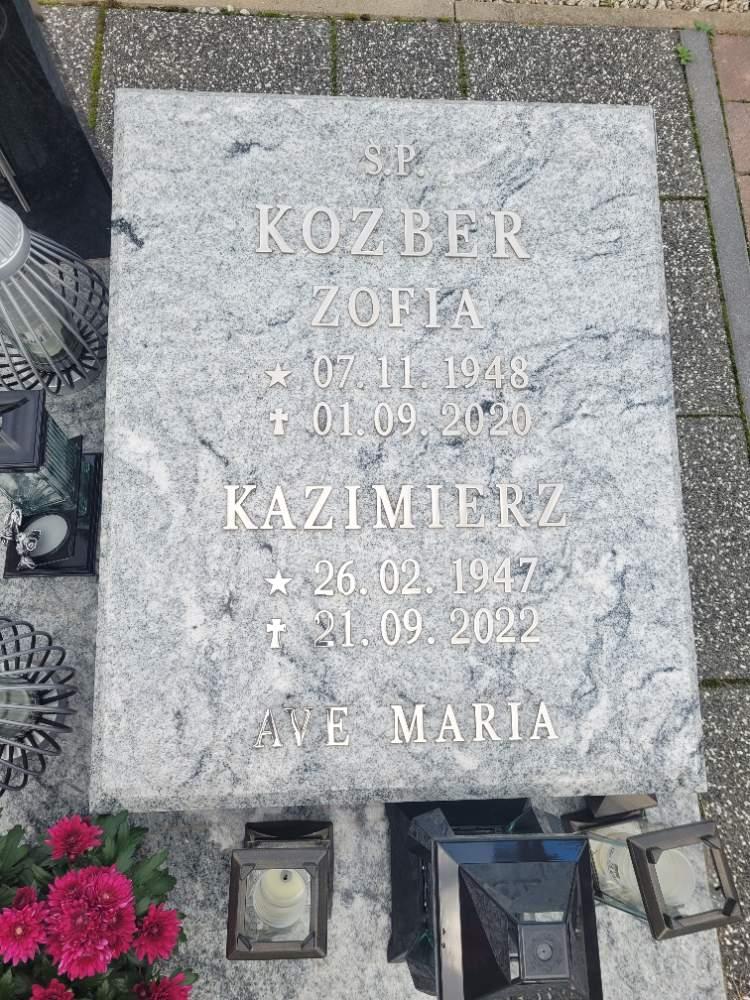 S.P.
KOZBER
ZOFIA
★ 07.11.1948
✝ 01.09.2020
KAZIMIERZ
★ 26.02.1947
✝ 21.09.2022
AVE MARIA